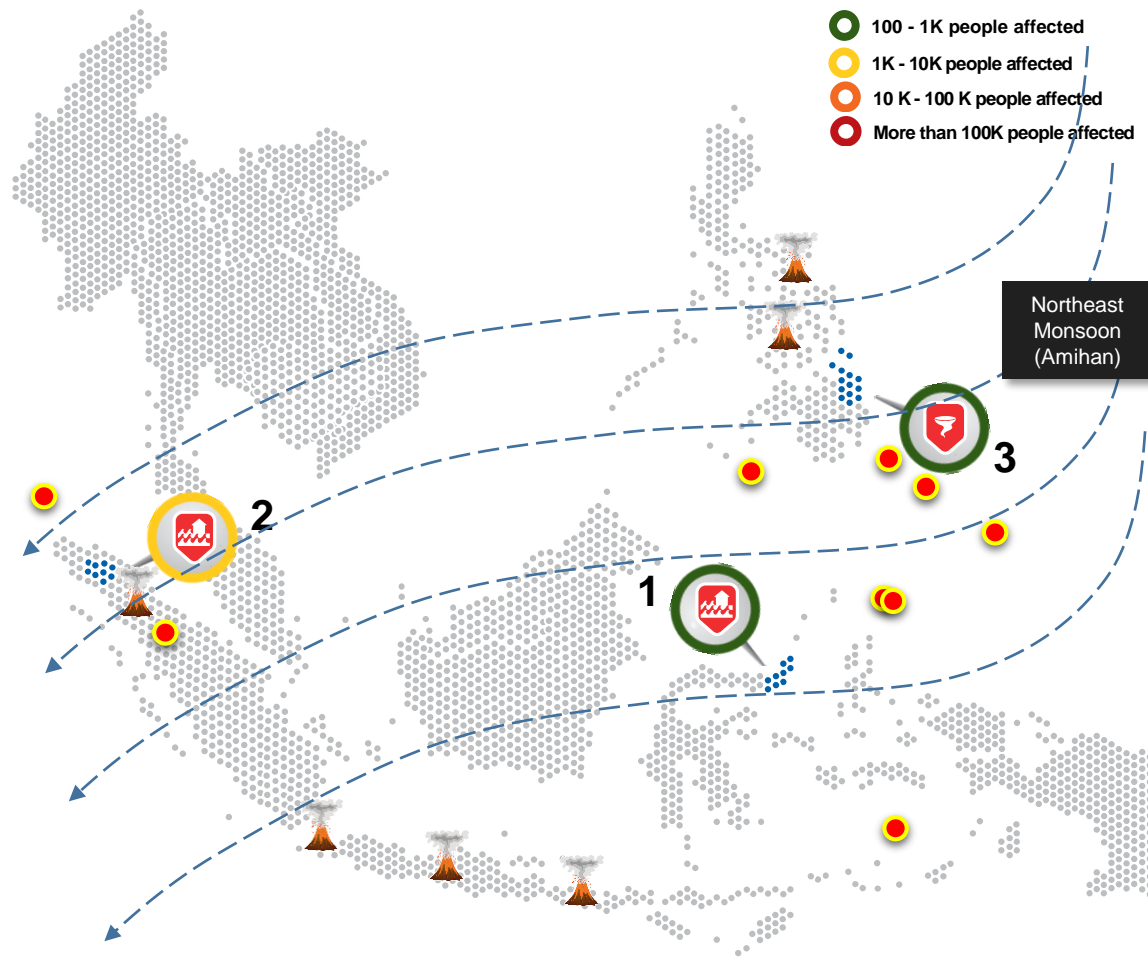 100 - 1K people affected
1K - 10K people affected
10 K - 100 K people affected
More than 100K people affected
Northeast
Monsoon
(Amihan)
3
2
1